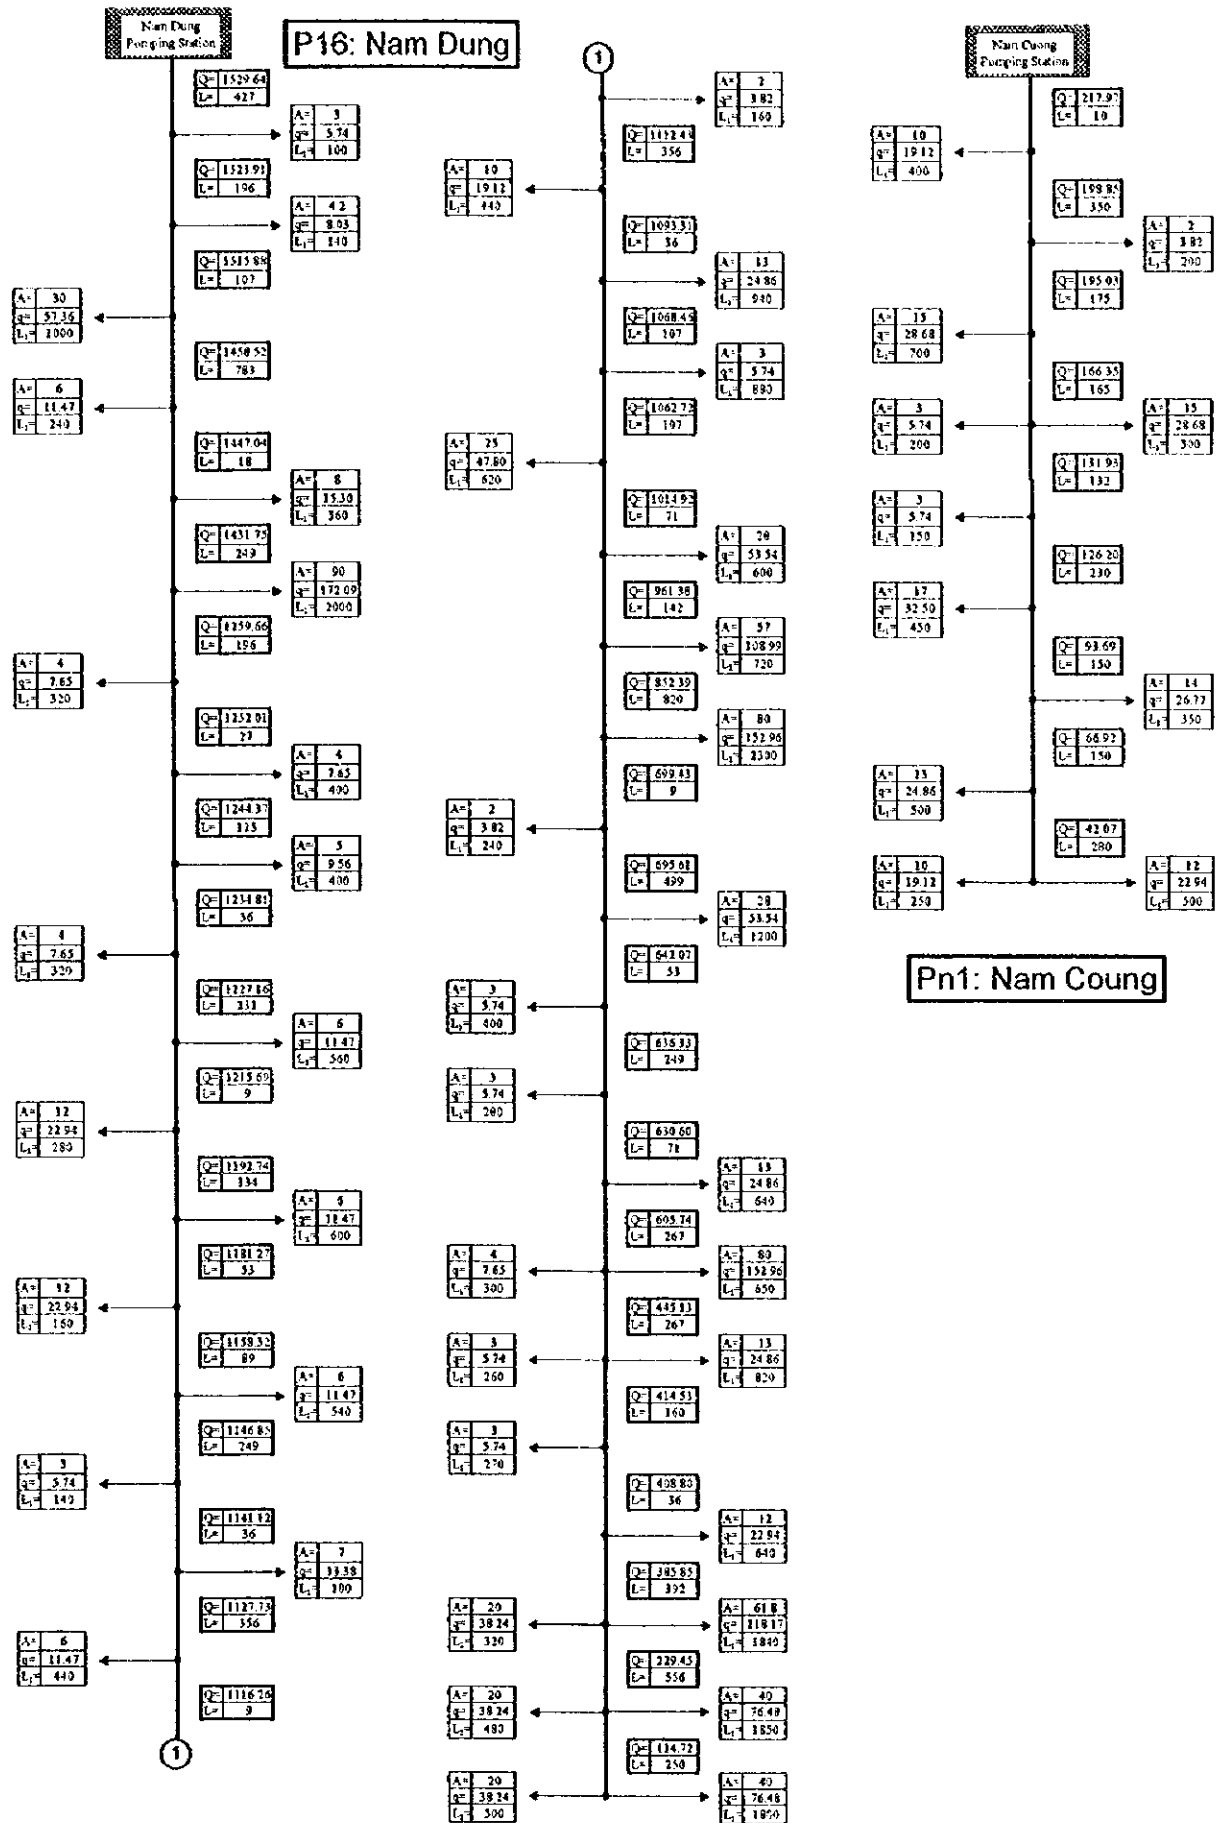 Nam Dung
Pomping Station
P16: Nam Dung
Q= 1529.64
L= 427
A= 3
q= 5.74
L₁= 100
L= 196
A= 4.2
q= 8.03
L₁= 140
Q= 1515.88
L= 107
A= 30
q= 57.36
L₁= 1000
Q= 1458.52
L= 783
A= 6
q= 11.47
L₁= 240
Q= 1447.04
L= 18
A= 8
q= 15.30
L₁= 360
Q= 1431.75
L= 249
A= 90
q= 172.09
L₁= 2000
Q= 1259.66
L= 196
A= 4
q= 7.65
L₁= 320
Q= 1252.01
L=
A= 4
q= 7.65
L₁= 400
Q= 1244.37
L= 125
A= 5
q= 9.56
L₁= 400
Q= 1234.81
L= 36
A= 4
q= 7.65
L₁= 320
Q=
L=
A= 6
q= 11.47
L₁= 560
Q= 1215.69
L= 9
A= 12
q= 22.94
L₁= 280
Q= 1192.74
L= 134
A= 6
q= 11.47
L₁= 600
Q= 1181.27
L= 53
A= 12
q= 22.94
L₁= 160
Q= 1158.32
L= 89
A= 6
q= 11.47
L₁= 540
Q= 1146.85
L= 249
A= 3
q= 5.74
L₁= 140
Q= 1141.12
L= 36
A= 7
q= 13.38
L₁= 100
Q= 1127.73
L= 356
A= 6
q= 11.47
L₁= 440
Q= 1116.26
L= 9
1
1
A= 2
q= 3.82
L₁= 160
Q= 1112.43
L= 356
A= 10
q= 19.12
L₁= 440
Q= 1093.31
L= 36
A= 13
q= 24.86
L₁= 940
Q= 1068.45
L= 107
A= 3
q= 5.74
L₁= 880
Q= 1062.72
L= 107
A= 25
q= 47.80
L₁= 620
Q= 1014.92
L= 71
A= 28
q= 53.54
L₁= 600
Q= 961.38
L= 142
A= 57
q= 108.99
L₁= 720
Q= 852.39
L= 820
A= 80
q= 152.96
L₁= 2300
Q= 699.43
L= 9
A= 2
q= 3.82
L₁= 240
Q= 695.61
L= 499
A= 28
q= 53.54
L₁= 1200
Q= 642.07
L= 53
A= 3
q= 5.74
L₁= 400
Q= 636.33
L= 249
A= 3
q= 5.74
L₁= 280
Q= 630.60
L= 71
A= 13
q= 24.86
L₁= 640
Q= 605.74
L= 267
A= 4
q= 7.65
L₁= 300
A= 80
q= 152.96
L₁= 650
Q= 445.13
L= 267
A= 3
q= 5.74
L₁= 260
A= 13
q= 24.86
L₁= 820
Q= 414.53
L= 160
A= 3
q= 5.74
L₁= 270
Q= 408.80
L= 36
A= 12
q= 22.94
L₁= 640
Q= 385.85
L= 392
A= 20
q= 38.24
L₁= 320
A= 61.8
q= 118.17
L₁= 1840
Q= 229.45
L= 556
A= 20
q= 38.24
L₁= 480
A= 40
q= 76.48
L₁= 1850
Q= 114.72
L= 250
A= 20
q= 38.24
L₁= 500
A= 40
q= 76.48
L₁=
Nam Cuong
Pomping Station
Q= 217.97
L= 10
A= 10
q= 19.12
L₁= 400
Q= 198.85
L= 350
A= 2
q= 3.82
L₁= 200
Q= 195.03
L= 175
A= 15
q= 28.68
L₁= 700
Q= 166.35
L= 165
A= 3
q= 5.74
L₁= 200
A= 15
q= 28.68
L₁= 500
Q= 131.93
L= 132
A= 3
q= 5.74
L₁= 150
Q= 126.20
L= 230
A= 17
q= 32.50
L₁= 450
Q= 93.69
L= 150
A= 14
q= 26.77
L₁= 350
Q= 66.92
L= 150
A= 13
q= 24.86
L₁= 500
Q= 42.07
L= 280
A= 10
q= 19.12
L₁= 250
A= 12
q= 22.94
L₁= 500
Pn1: Nam Coung